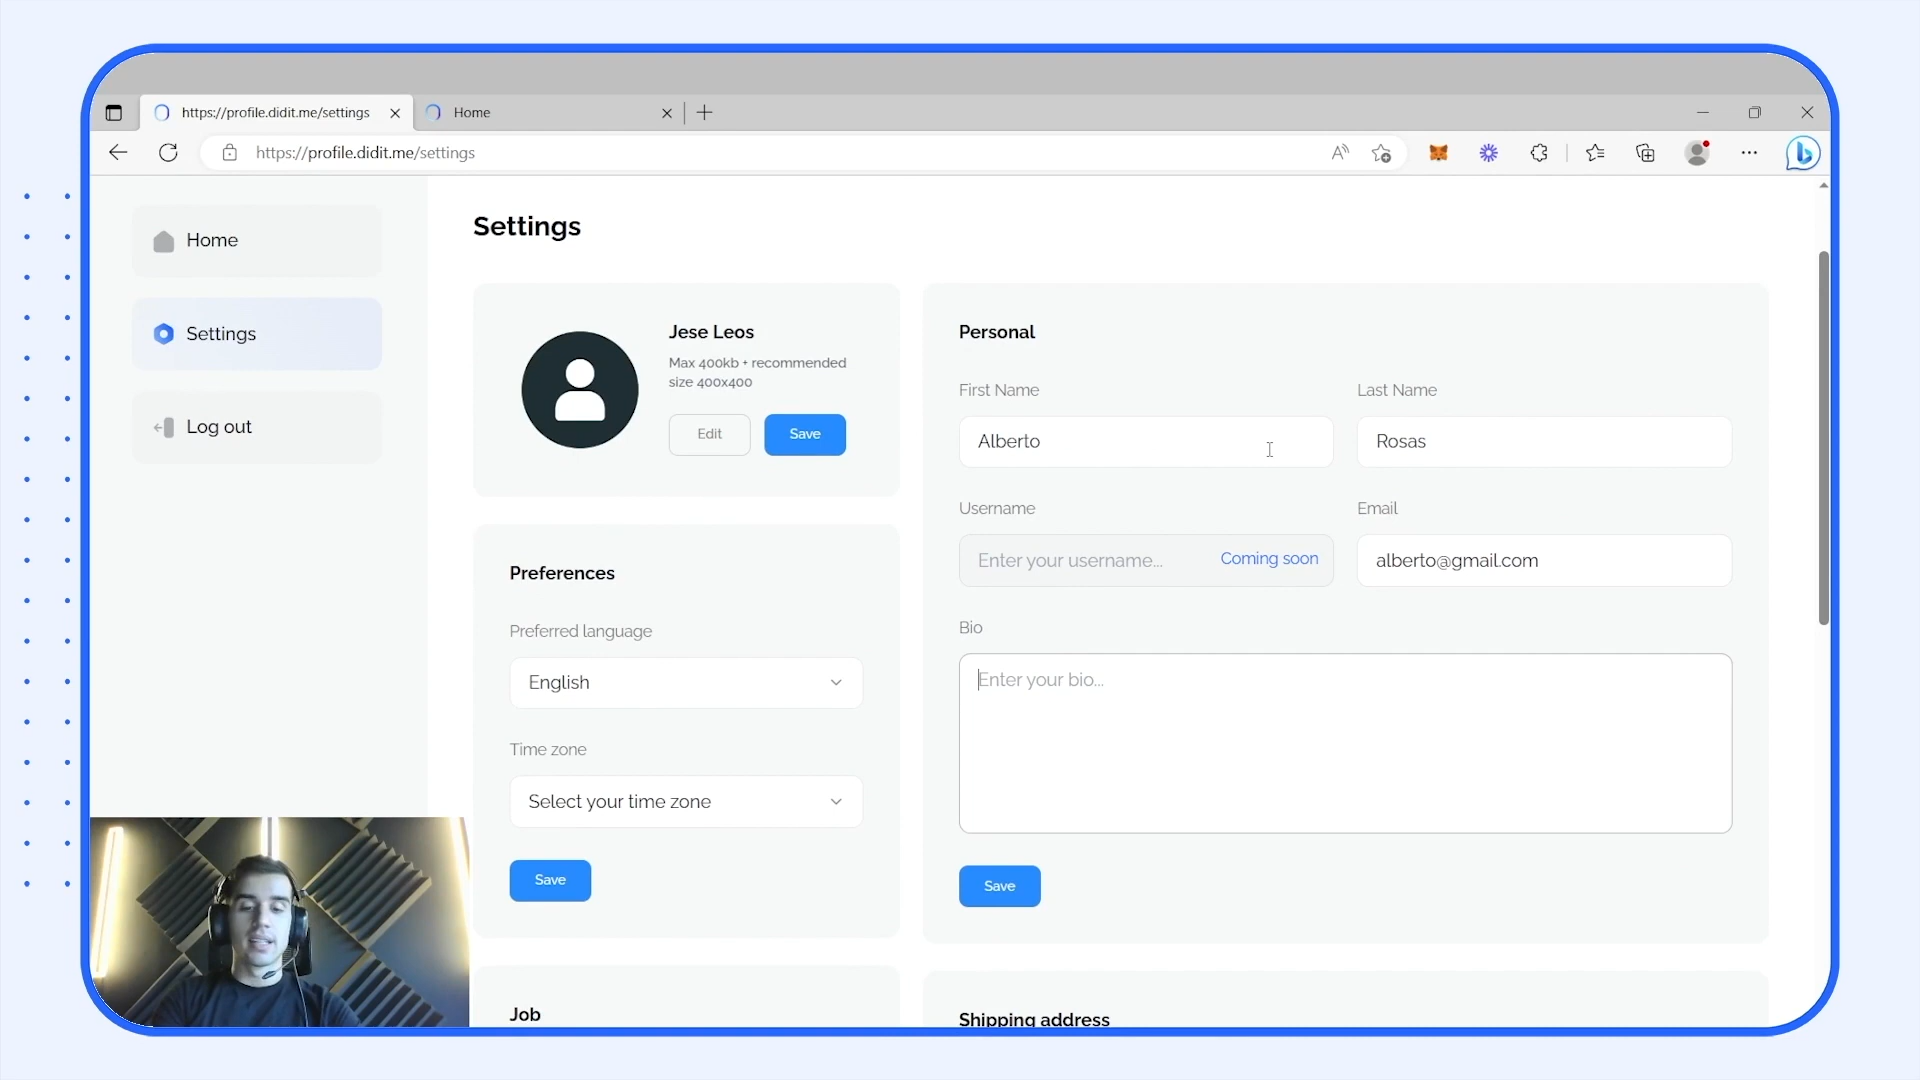 https://profile.didit.me/settings
Home
https://profile.didit.me/settings
Home
Settings
Log out
Settings
Jese Leos
Max 400kb + recommended
size 400x400
Edit
Save
Preferences
Preferred language
English
Time zone
Select your time zone
Save
Job
Personal
First Name
Last Name
Alberto
Rosas
Username
Email
Enter your username...
Coming soon
alberto@gmail.com
Bio
Enter your bio...
Save
Shipping address